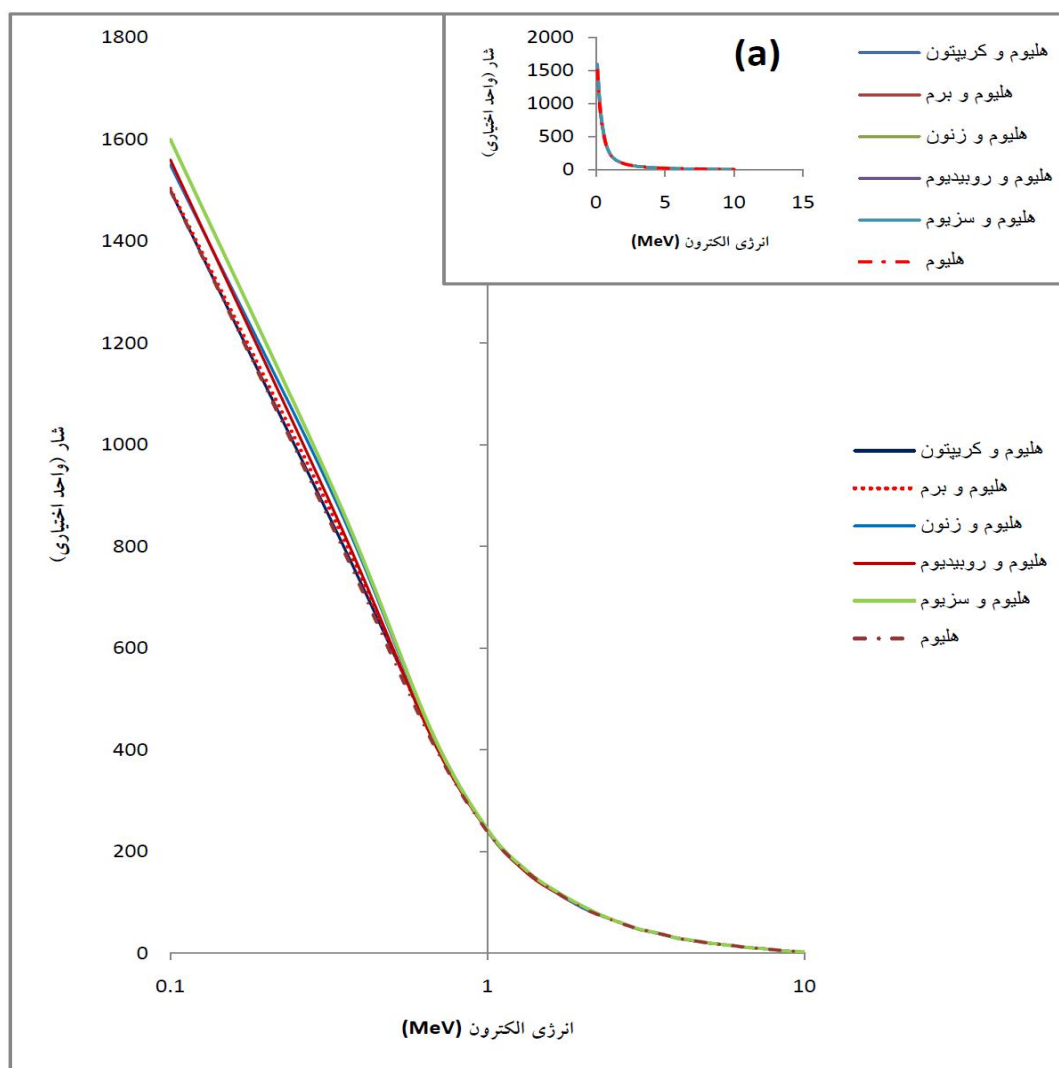 (a)
2000
1500
1000
500
0
0 5 10 15
شار (واحد اختیاری)
انرژی الکترون (MeV)
هلیوم و کریپتون
هلیوم و برم
هلیوم و زنون
هلیوم و روبیدیوم
هلیوم و سزیوم
هلیوم
1800
1600
1400
1200
1000
800
600
400
200
0
0.1 1 10
شار (واحد اختیاری)
انرژی الکترون (MeV)
هلیوم و کریپتون
هلیوم و برم
هلیوم و زنون
هلیوم و روبیدیوم
هلیوم و سزیوم
هلیوم